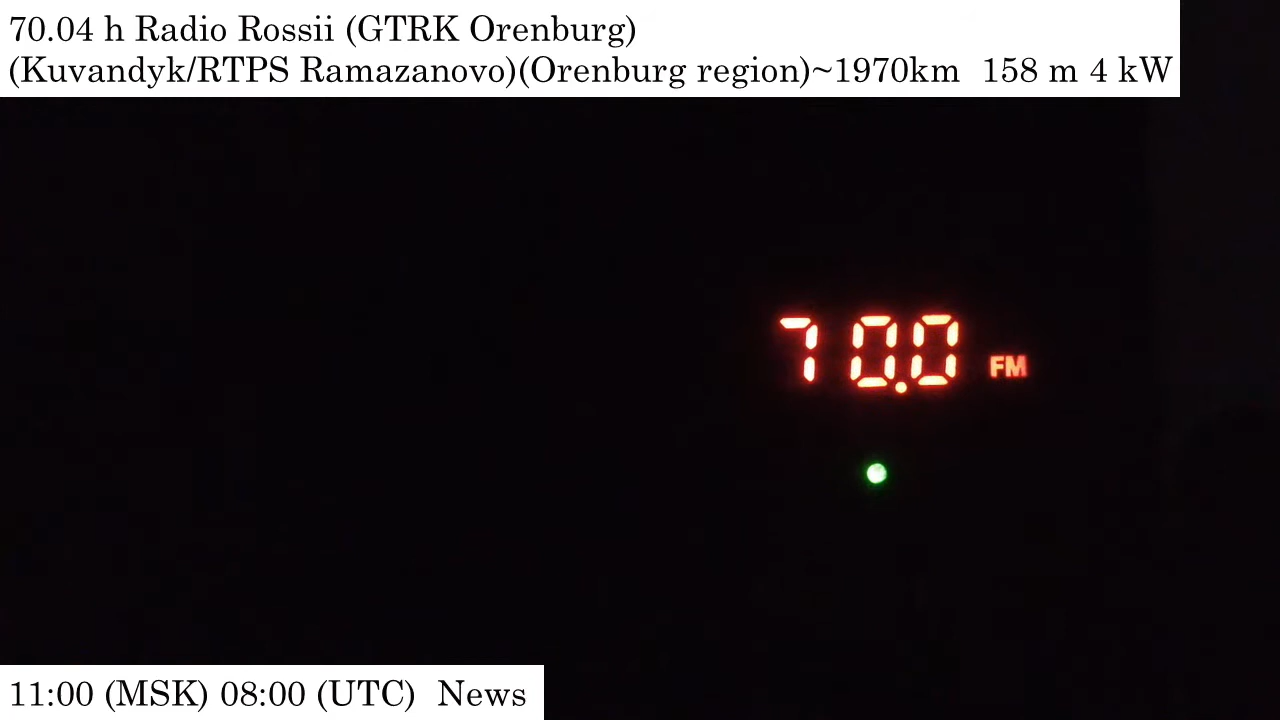 70.04 h Radio Rossii (GTRK Orenburg)
(Kuvandyk/RTPS Ramazanovo)(Orenburg region)~1970km 158 m 4 kW
70.0 FM
11:00 (MSK) 08:00 (UTC) News